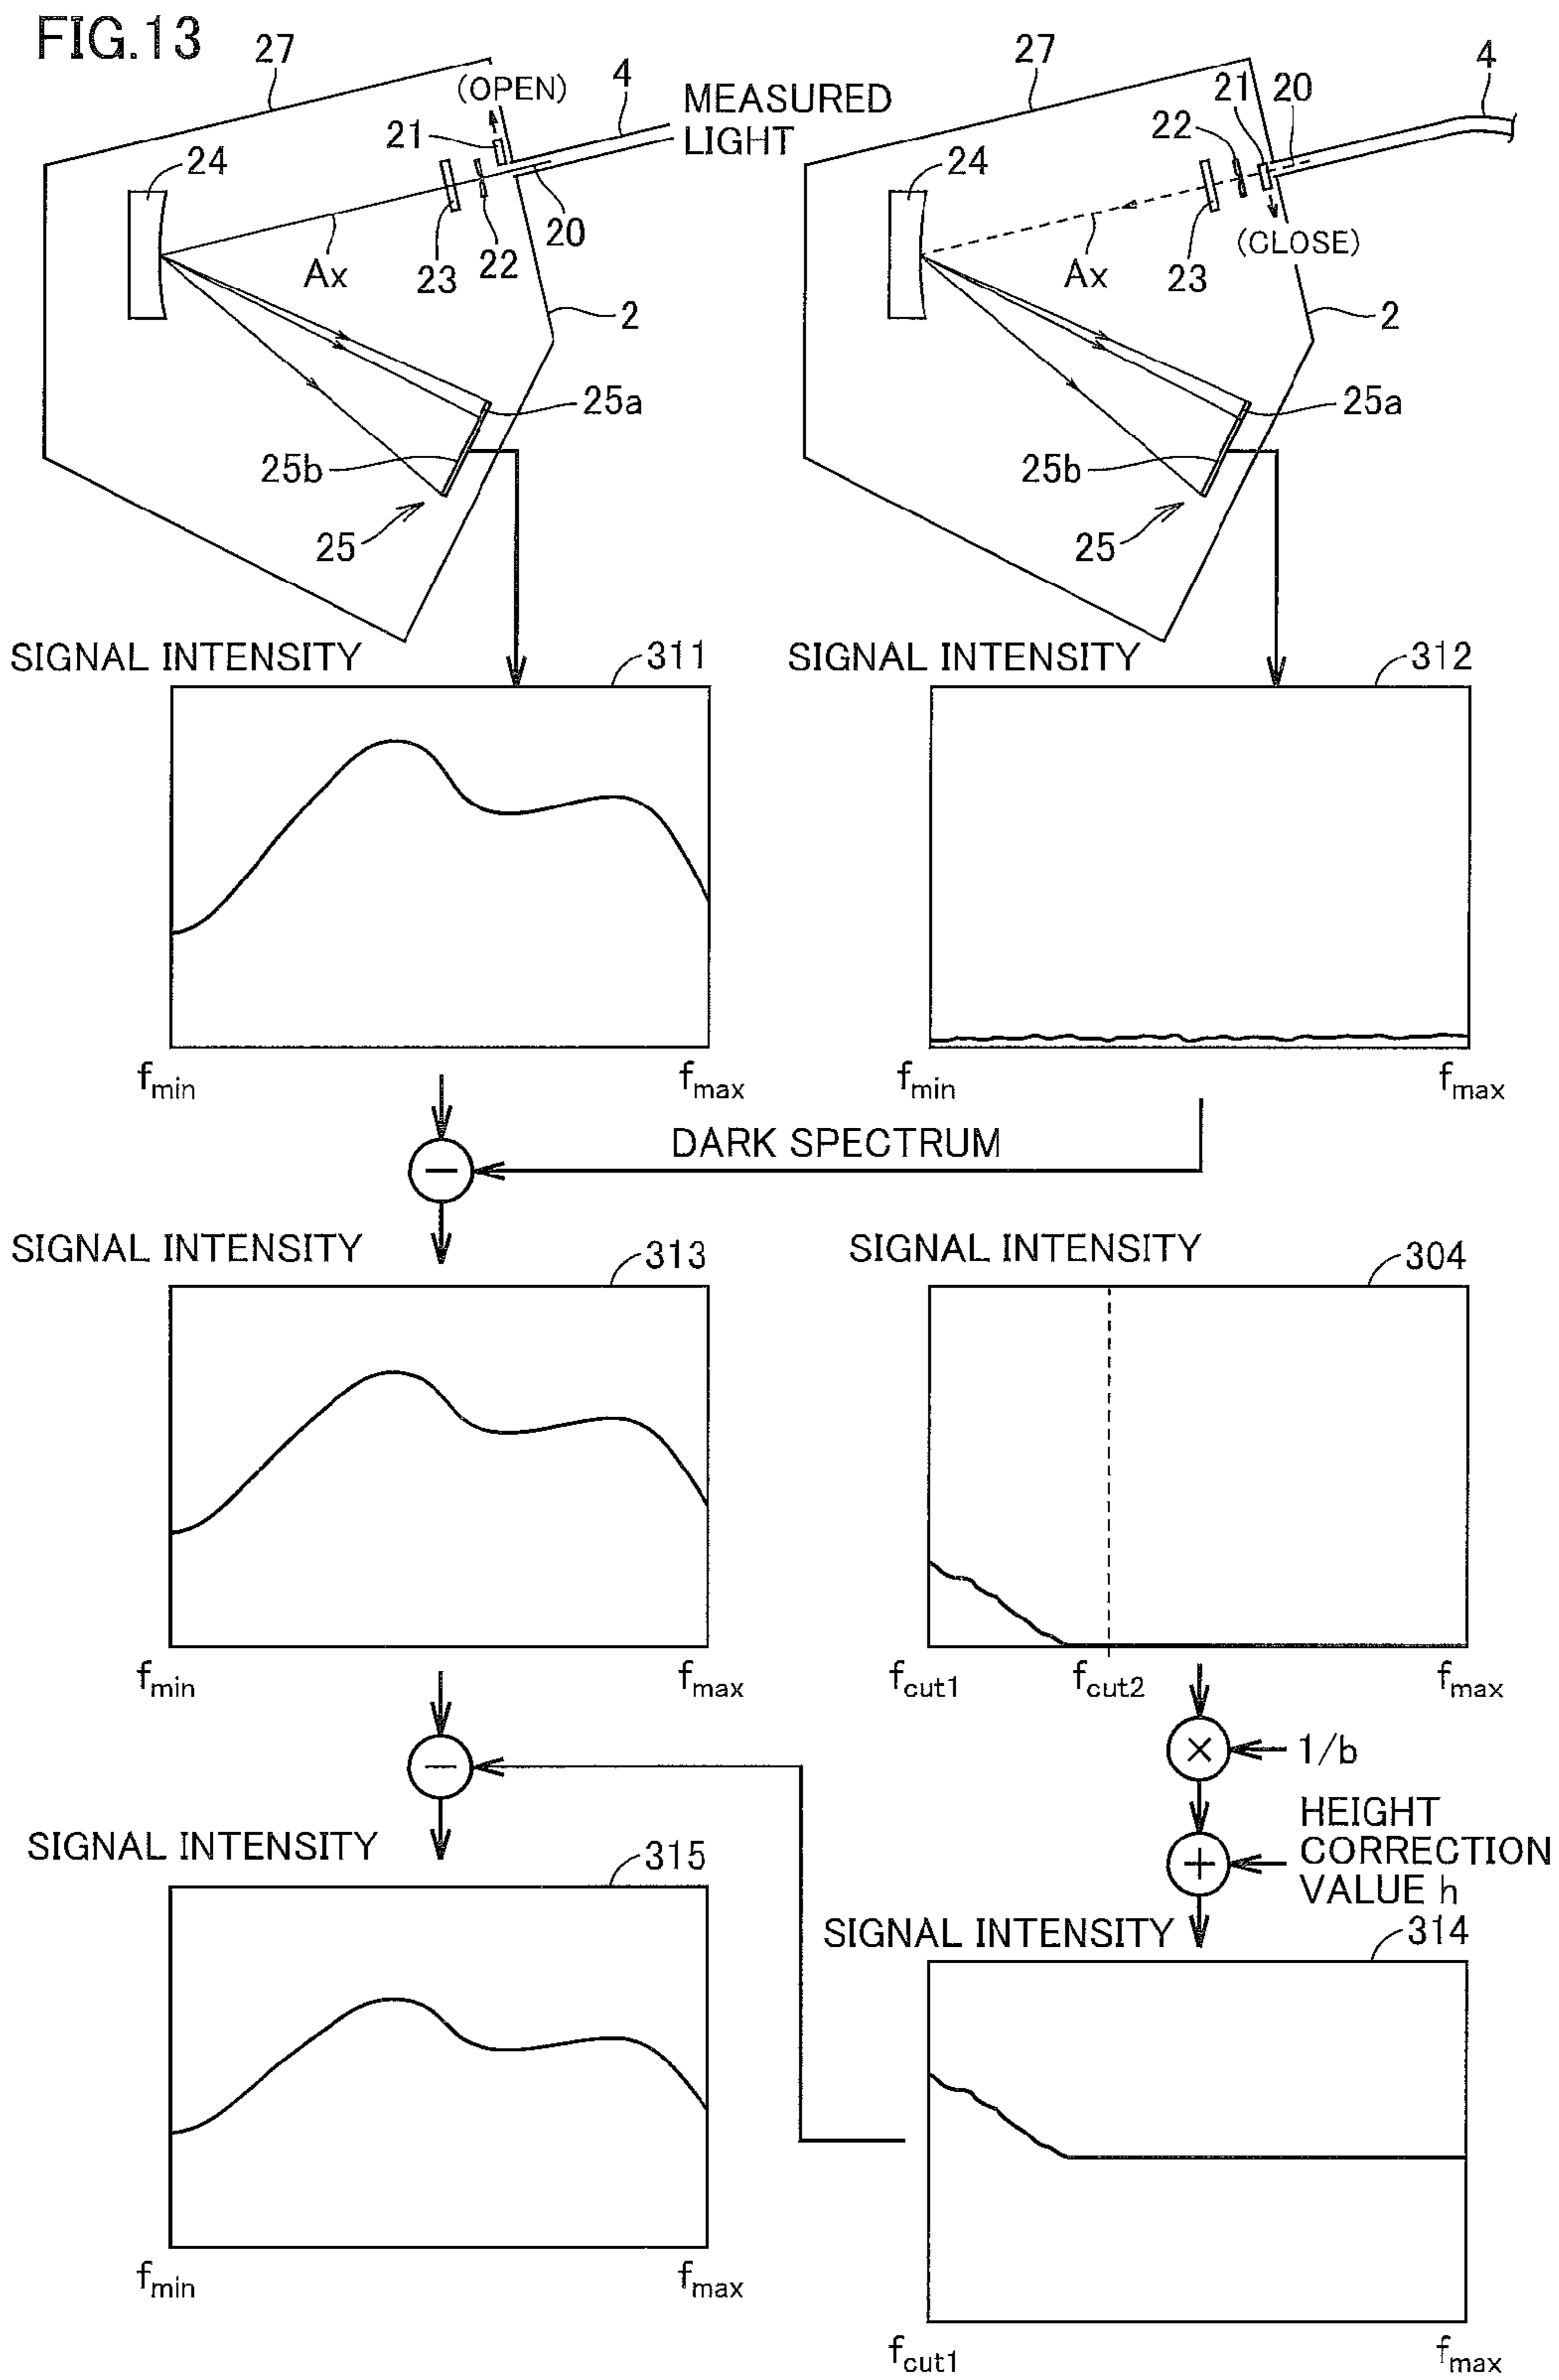 FIG.13
27
(OPEN)
4
MEASURED
LIGHT
21
24
20
Ax
23
22
2
25a
25b
25
27
4
21
20
22
24
(CLOSE)
Ax
23
2
25a
25b
25
SIGNAL INTENSITY
311
fmin
fmax
SIGNAL INTENSITY
312
fmin
fmax
DARK SPECTRUM
−
SIGNAL INTENSITY
313
fmin
fmax
SIGNAL INTENSITY
304
fcut1
fcut2
fmax
×
1/b
+
HEIGHT
CORRECTION
VALUE h
−
SIGNAL INTENSITY
315
fmin
fmax
SIGNAL INTENSITY
314
fcut1
fmax